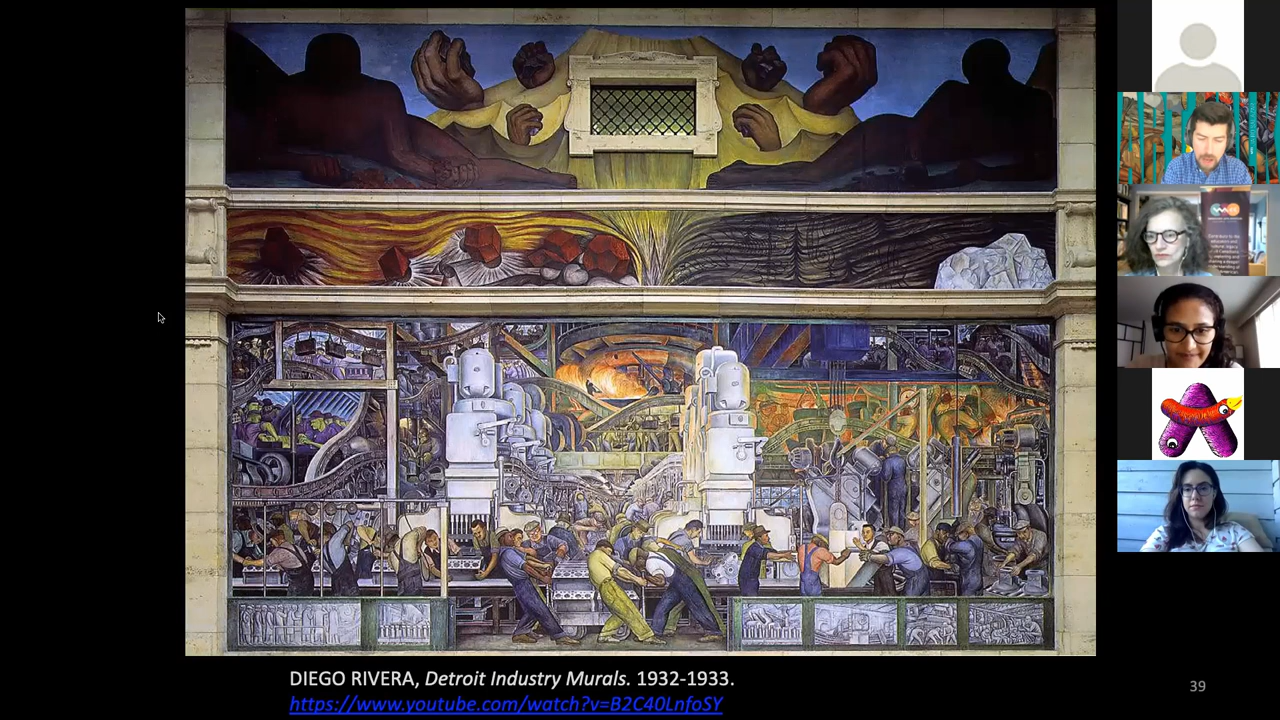 DIEGO RIVERA, Detroit Industry Murals. 1932-1933.
https://www.youtube.com/watch?v=B2C40LnfoSY
39